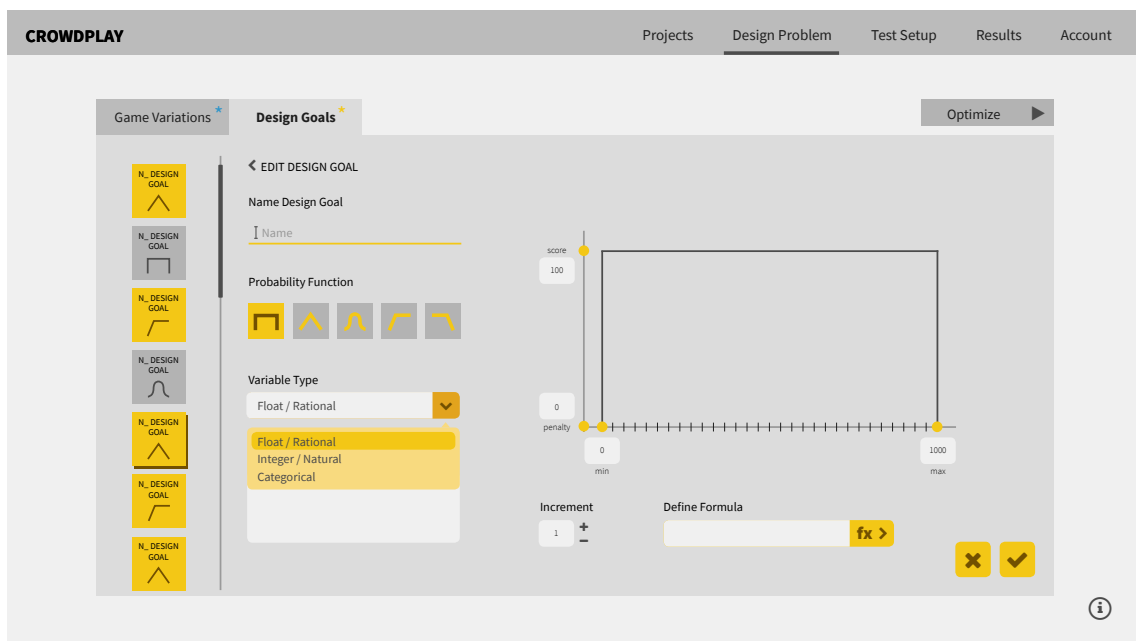 CROWDPLAY
Projects
Design Problem
Test Setup
Results
Account
Game Variations
Design Goals
Optimize
N_ DESIGN
GOAL
N_ DESIGN
GOAL
N_ DESIGN
GOAL
N_ DESIGN
GOAL
N_ DESIGN
GOAL
N_ DESIGN
GOAL
N_ DESIGN
GOAL
EDIT DESIGN GOAL
Name Design Goal
Name
Probability Function
Variable Type
Float / Rational
Float / Rational
Integer / Natural
Categorical
score
100
0
penalty
0
min
1000
max
Increment
1
Define Formula
fx